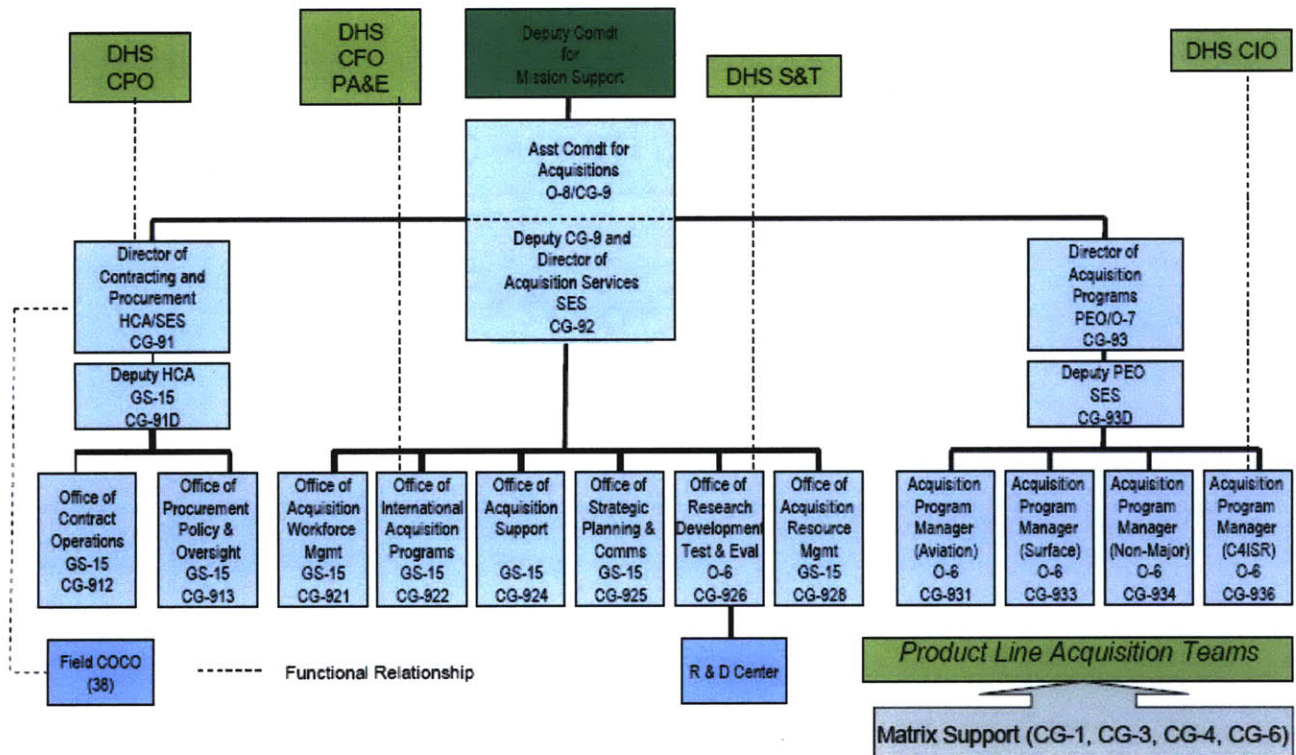 DHS
CPO
DHS
CFO
PA&E
Deputy Comdt
for
Mission Support
DHS S&T
DHS CIO
Asst Comdt for
Acquisitions
O-8/CG-9
Deputy CG-9 and
Director of
Acquisition Services
SES
CG-92
Director of
Contracting and
Procurement
HCA/SES
CG-91
Director of
Acquisition
Programs
PEO/O-7
CG-93
Deputy HCA
GS-15
CG-91D
Deputy PEO
SES
CG-93D
Office of
Contract
Operations
GS-15
CG-912
Office of
Procurement
Policy &
Oversight
GS-15
CG-913
Office of
Acquisition
Workforce
Mgmt
GS-15
CG-921
Office of
International
Acquisition
Programs
GS-15
CG-922
Office of
Acquisition
Support
GS-15
CG-924
Office of
Strategic
Planning &
Comms
GS-15
CG-925
Office of
Research
Development
Test & Eval
O-6
CG-926
Office of
Acquisition
Resource
Mgmt
GS-15
CG-928
Acquisition
Program
Manager
(Aviation)
O-6
CG-931
Acquisition
Program
Manager
(Surface)
O-6
CG-933
Acquisition
Program
Manager
(Non-Major)
O-6
CG-934
Acquisition
Program
Manager
(C4ISR)
O-6
CG-936
Field COCO
(38)
Functional Relationship
R & D Center
Product Line Acquisition Teams
Matrix Support (CG-1, CG-3, CG-4, CG-6)